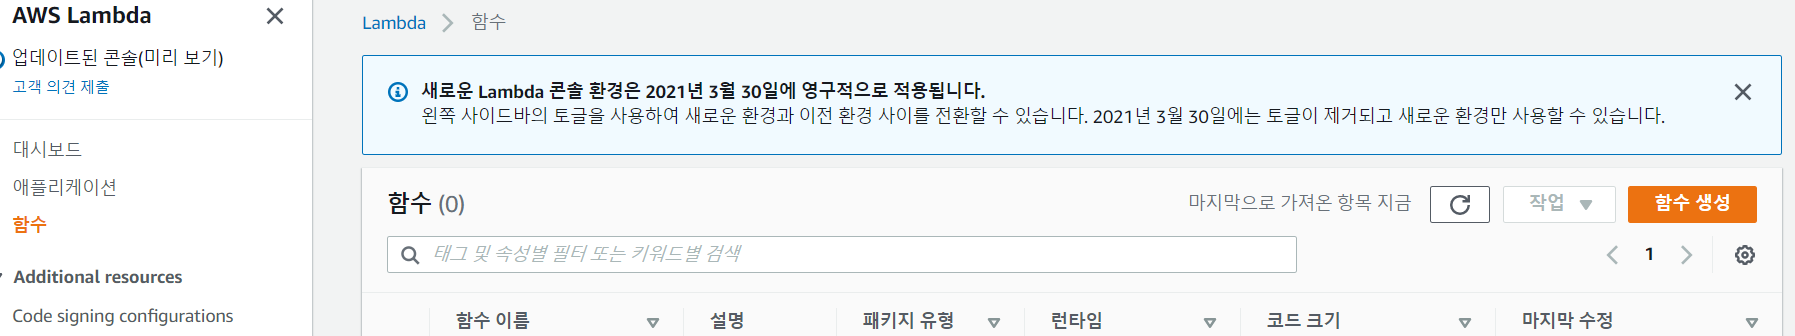 AWS Lambda
업데이트된 콘솔(미리 보기)
고객 의견 제출
대시보드
애플리케이션
함수
Additional resources
Code signing configurations
Lambda 함수
새로운 Lambda 콘솔 환경은 2021년 3월 30일에 영구적으로 적용됩니다.
왼쪽 사이드바의 토글을 사용하여 새로운 환경과 이전 환경 사이를 전환할 수 있습니다. 2021년 3월 30일에는 토글이 제거되고 새로운 환경만 사용할 수 있습니다.
함수 (0) 마지막으로 가져온 항목 지금 작업 함수 생성
태그 및 속성별 필터 또는 키워드별 검색 1
함수 이름 설명 패키지 유형 런타임 코드 크기 마지막 수정